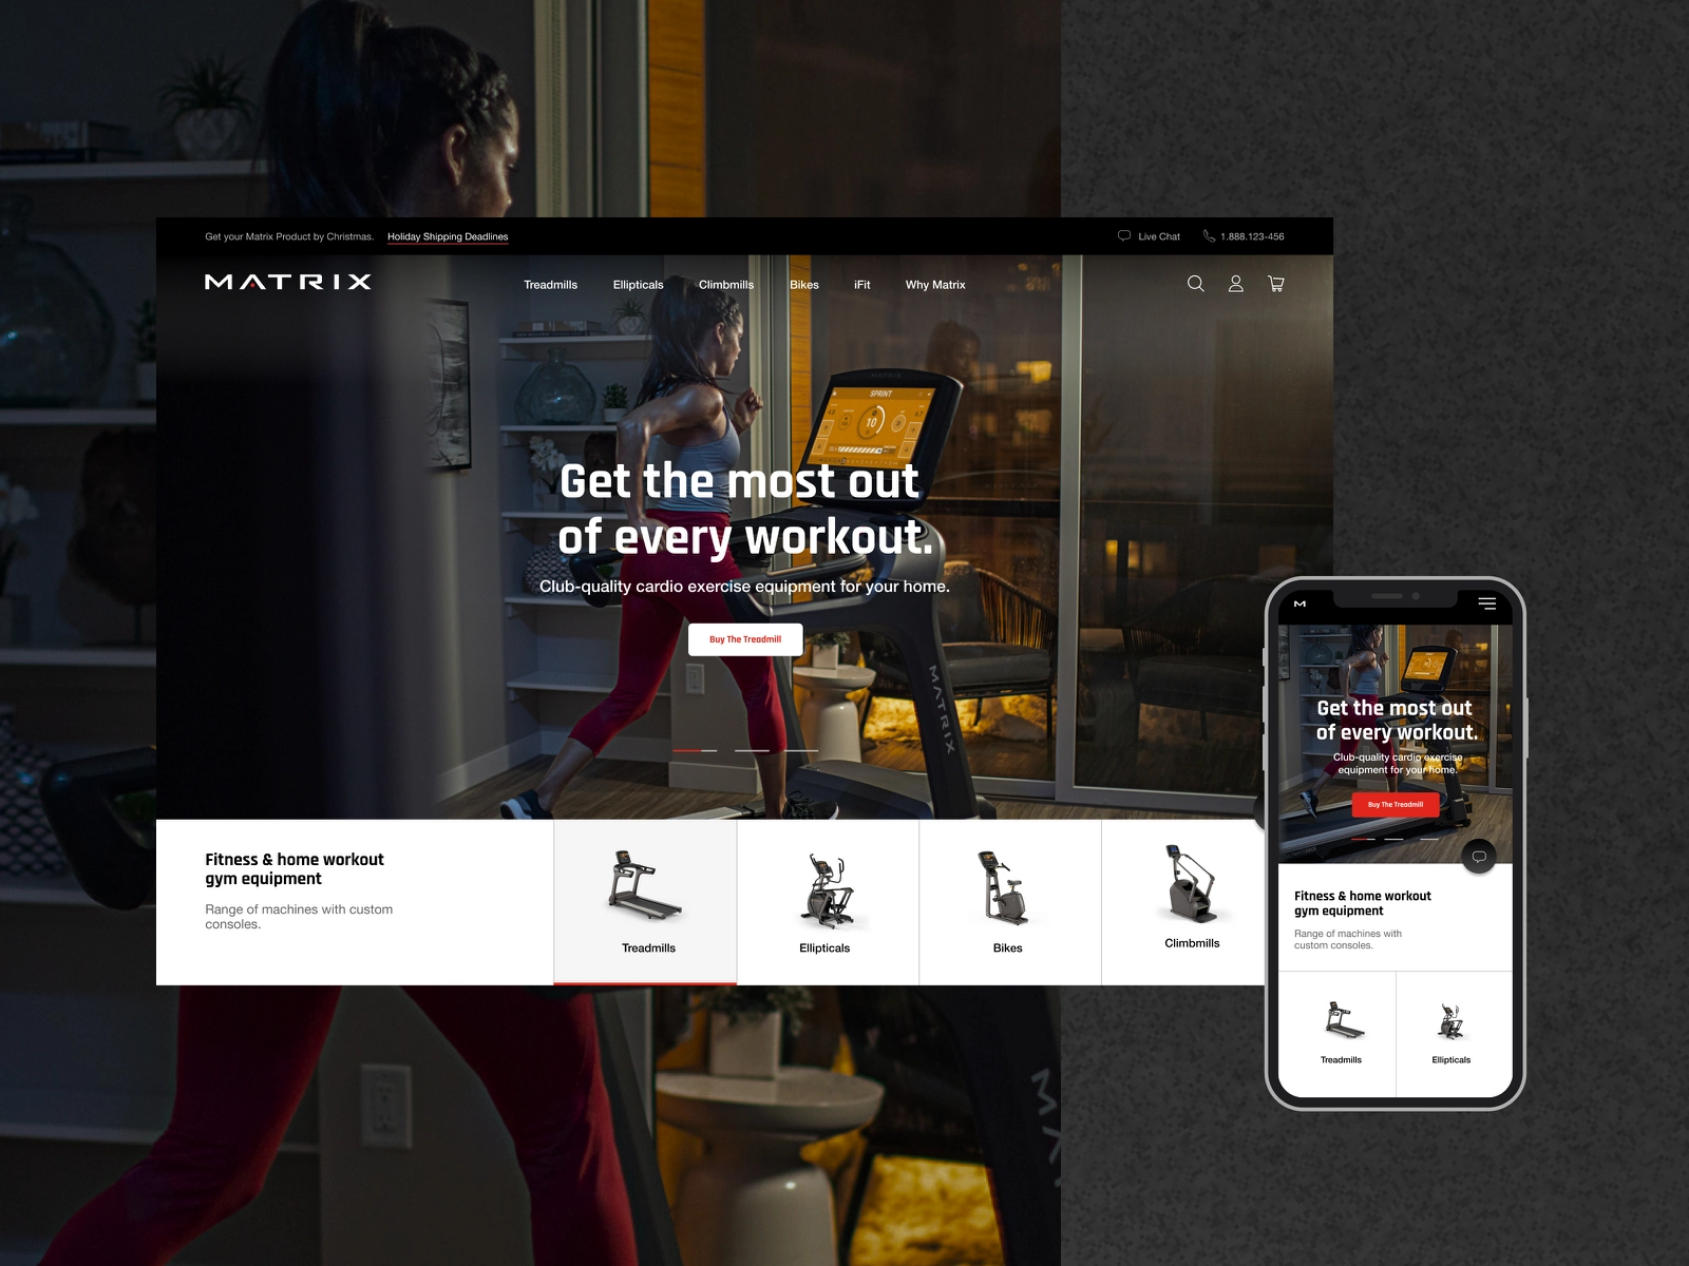 Get your Matrix Product by Christmas. Holiday Shipping Deadlines
Live Chat 1.888.123-456
MATRIX
Treadmills Ellipticals Climbmills Bikes iFit Why Matrix
MATRIX
SPRINT
10
Get the most out
of every workout.
Club-quality cardio exercise equipment for your home.
Buy The Treadmill
MATRIX
Fitness & home workout
gym equipment
Range of machines with custom
consoles.
Treadmills
Ellipticals
Bikes
Climbmills
M
Get the most out
of every workout.
Club-quality cardio exercise
equipment for your home.
Buy The Treadmill
Fitness & home workout
gym equipment
Range of machines with
custom consoles.
Treadmills
Ellipticals
MA